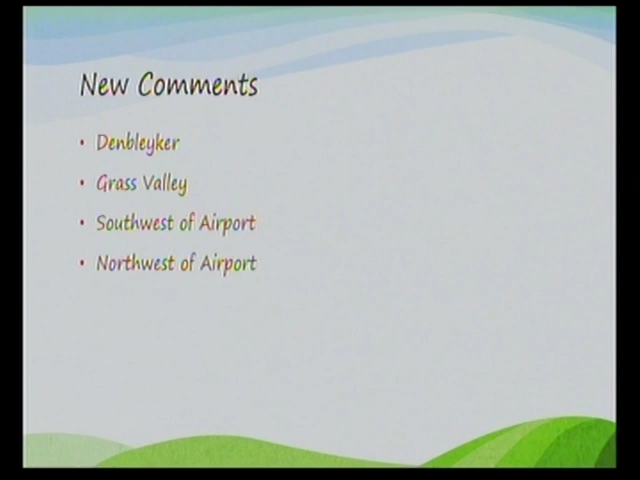 New Comments
• Denbleyker
• Grass Valley
• Southwest of Airport
• Northwest of Airport